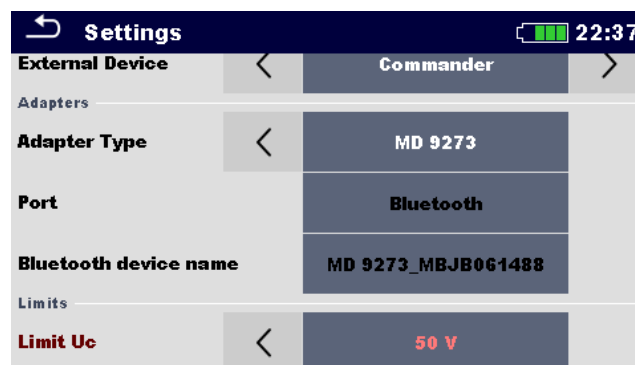 Settings 22:37
External Device Commander
Adapters
Adapter Type MD 9273
Port Bluetooth
Bluetooth device name MD 9273_MBJB061488
Limits
Limit Uc 50 V